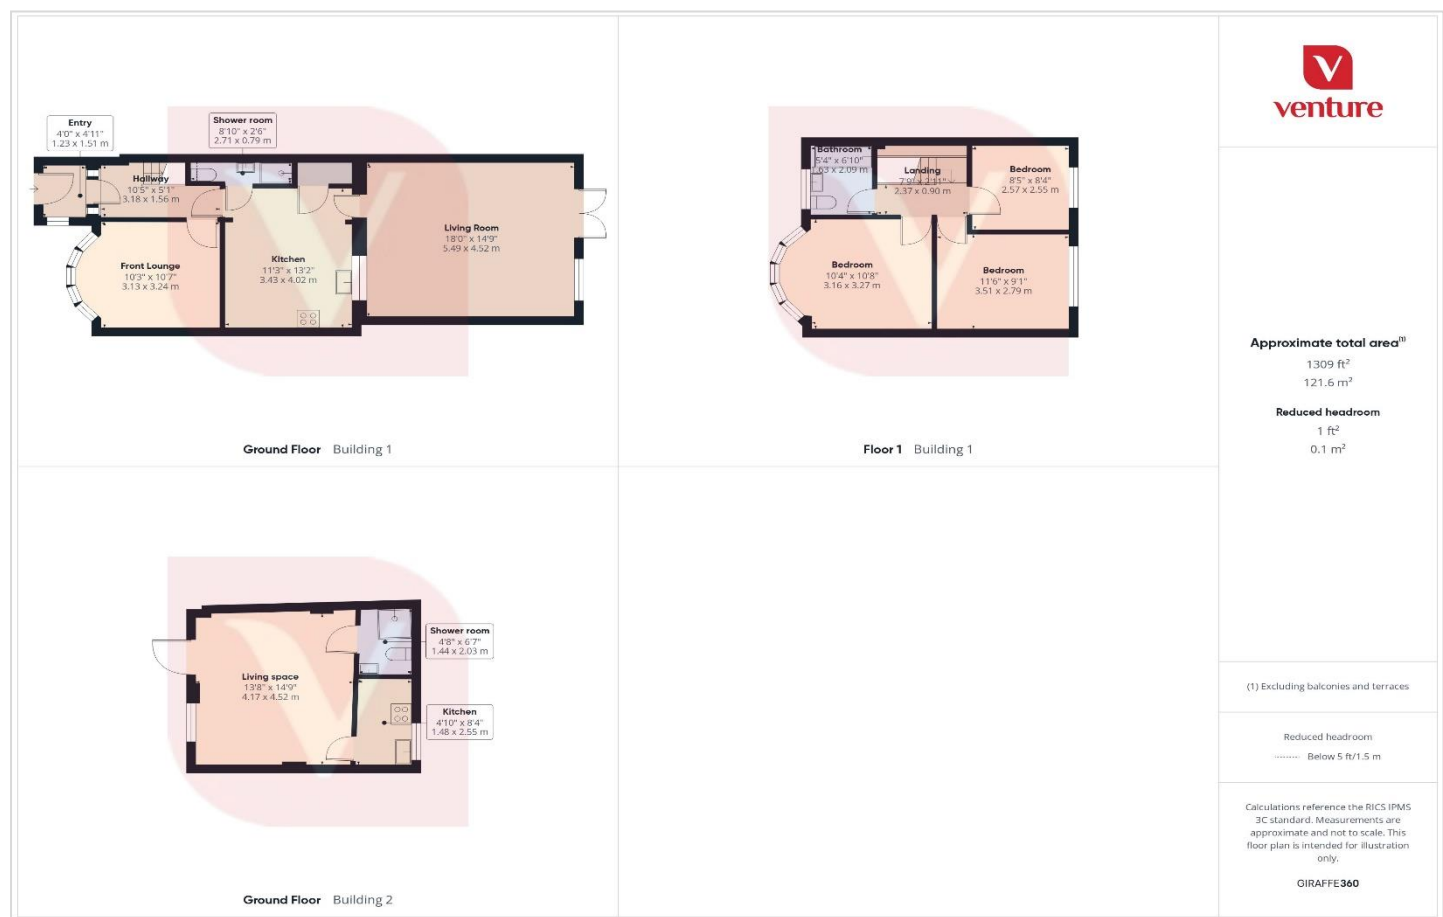 Entry
4'0" x 4'11"
1.23 x 1.51 m
Shower room
8'10" x 2'6"
2.71 x 0.79 m
Hallway
10'5" x 5'1"
3.18 x 1.56 m
Front Lounge
10'3" x 10'7"
3.13 x 3.24 m
Kitchen
11'3" x 13'2"
3.43 x 4.02 m
Living Room
18'0" x 14'9"
5.49 x 4.52 m
Ground Floor Building 1
Bathroom
5'4" x 6'10"
1.63 x 2.09 m
Landing
7'9" x 2'11"
2.37 x 0.90 m
Bedroom
8'5" x 8'4"
2.57 x 2.55 m
Bedroom
10'4" x 10'8"
3.16 x 3.27 m
Bedroom
11'6" x 9'1"
3.51 x 2.79 m
Floor 1 Building 1
Living space
13'8" x 14'9"
4.17 x 4.52 m
Shower room
4'8" x 6'7"
1.44 x 2.03 m
Kitchen
4'10" x 8'4"
1.48 x 2.55 m
Ground Floor Building 2
venture
Approximate total area(1)
1309 ft²
121.6 m²
Reduced headroom
1 ft²
0.1 m²
(1) Excluding balconies and terraces
Reduced headroom
Below 5 ft/1.5 m
Calculations reference the RICS IPMS
3C standard. Measurements are
approximate and not to scale. This
floor plan is intended for illustration
only.
GIRAFFE360